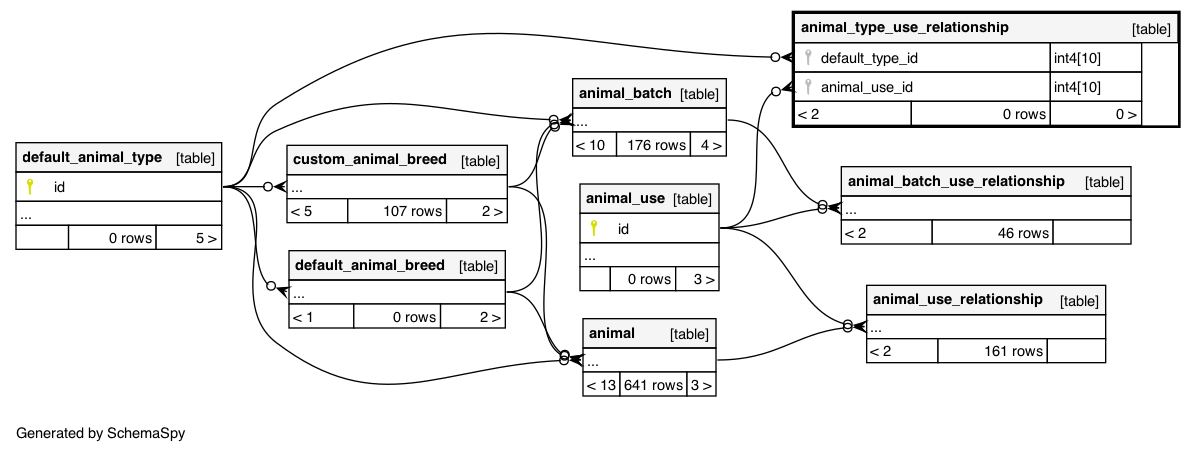 animal_type_use_relationship [table]
default_type_id int4[10]
animal_use_id int4[10]
< 2 0 rows 0 >
animal_batch [table]
...
< 10 176 rows 4 >
default_animal_type [table]
id
...
0 rows 5 >
custom_animal_breed [table]
...
< 5 107 rows 2 >
animal_batch_use_relationship [table]
...
< 2 46 rows
animal_use [table]
id
...
0 rows 3 >
default_animal_breed [table]
...
< 1 0 rows 2 >
animal_use_relationship [table]
...
< 2 161 rows
animal [table]
...
< 13 641 rows 3 >
Generated by SchemaSpy